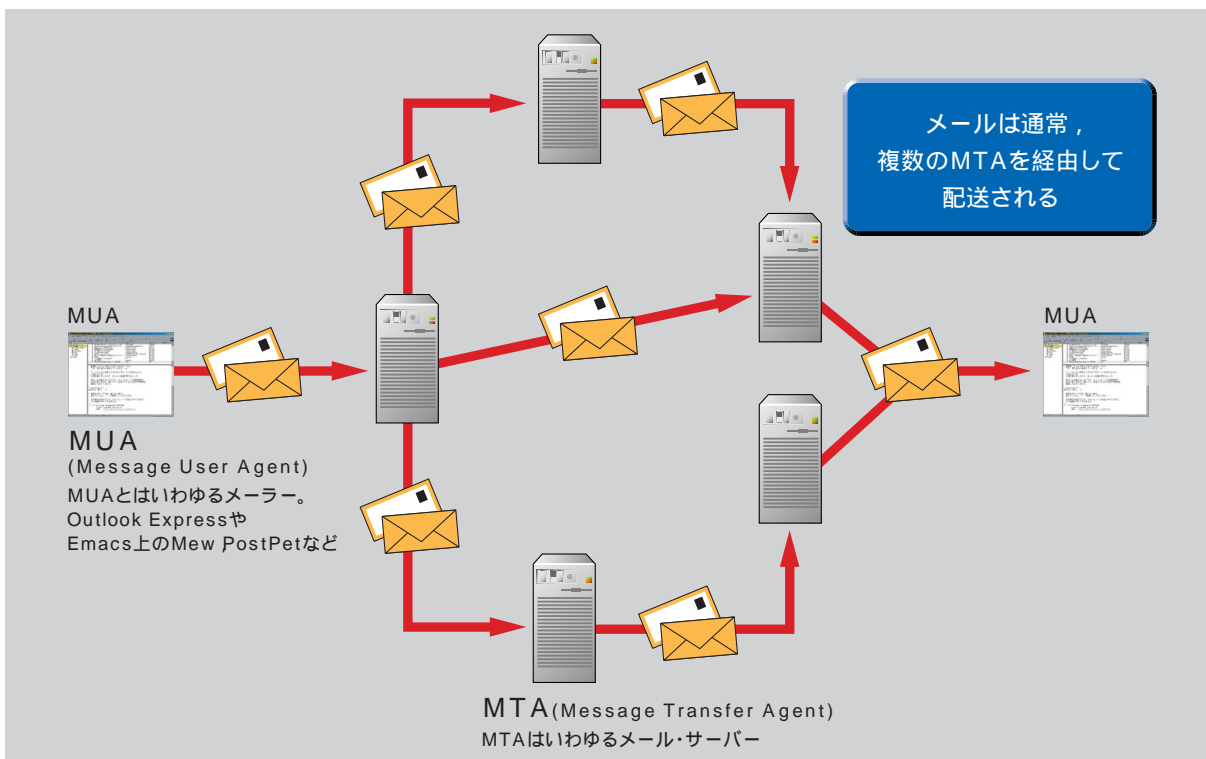 メールは通常,
複数のMTAを経由して
配送される
MUA
MUA
MUA
(Message User Agent)
MUAとはいわゆるメーラー。
Outlook Expressや
Emacs上のMew,PostPetなど
MTA(Message Transfer Agent)
MTAはいわゆるメール・サーバー